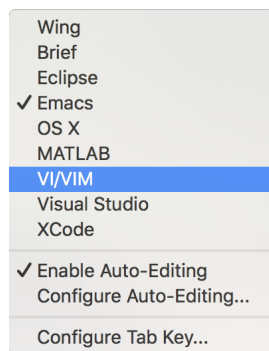 Wing
Brief
Eclipse
✓ Emacs
OS X
MATLAB
VI/VIM
Visual Studio
XCode
✓ Enable Auto-Editing
Configure Auto-Editing...
Configure Tab Key...